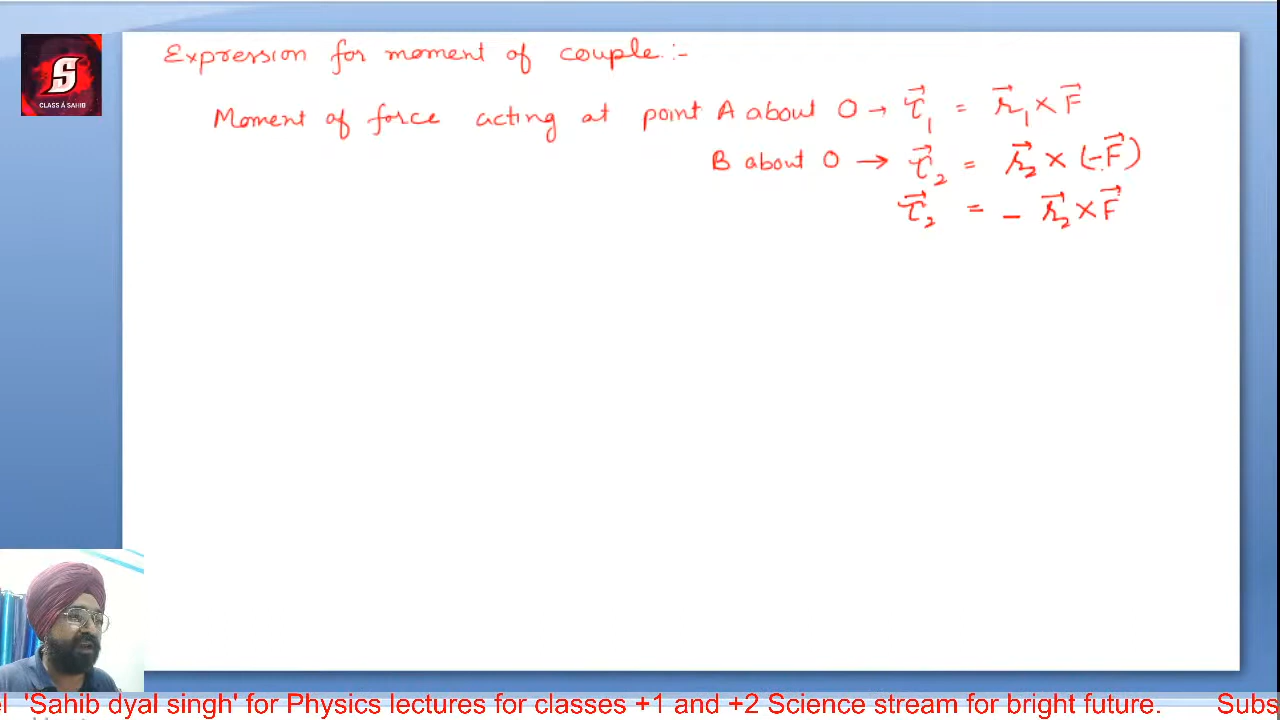 Expression for moment of couple:-
Moment of force acting at point A about O → τ⃗₁ = r⃗₁ × F⃗
B about O → τ⃗₂ = r⃗₂ × (-F⃗)
τ⃗₂ = - r⃗₂ × F⃗
S
CLASS Á SAHIB
'Sahib dyal singh' for Physics lectures for classes +1 and +2 Science stream for bright future. Subs